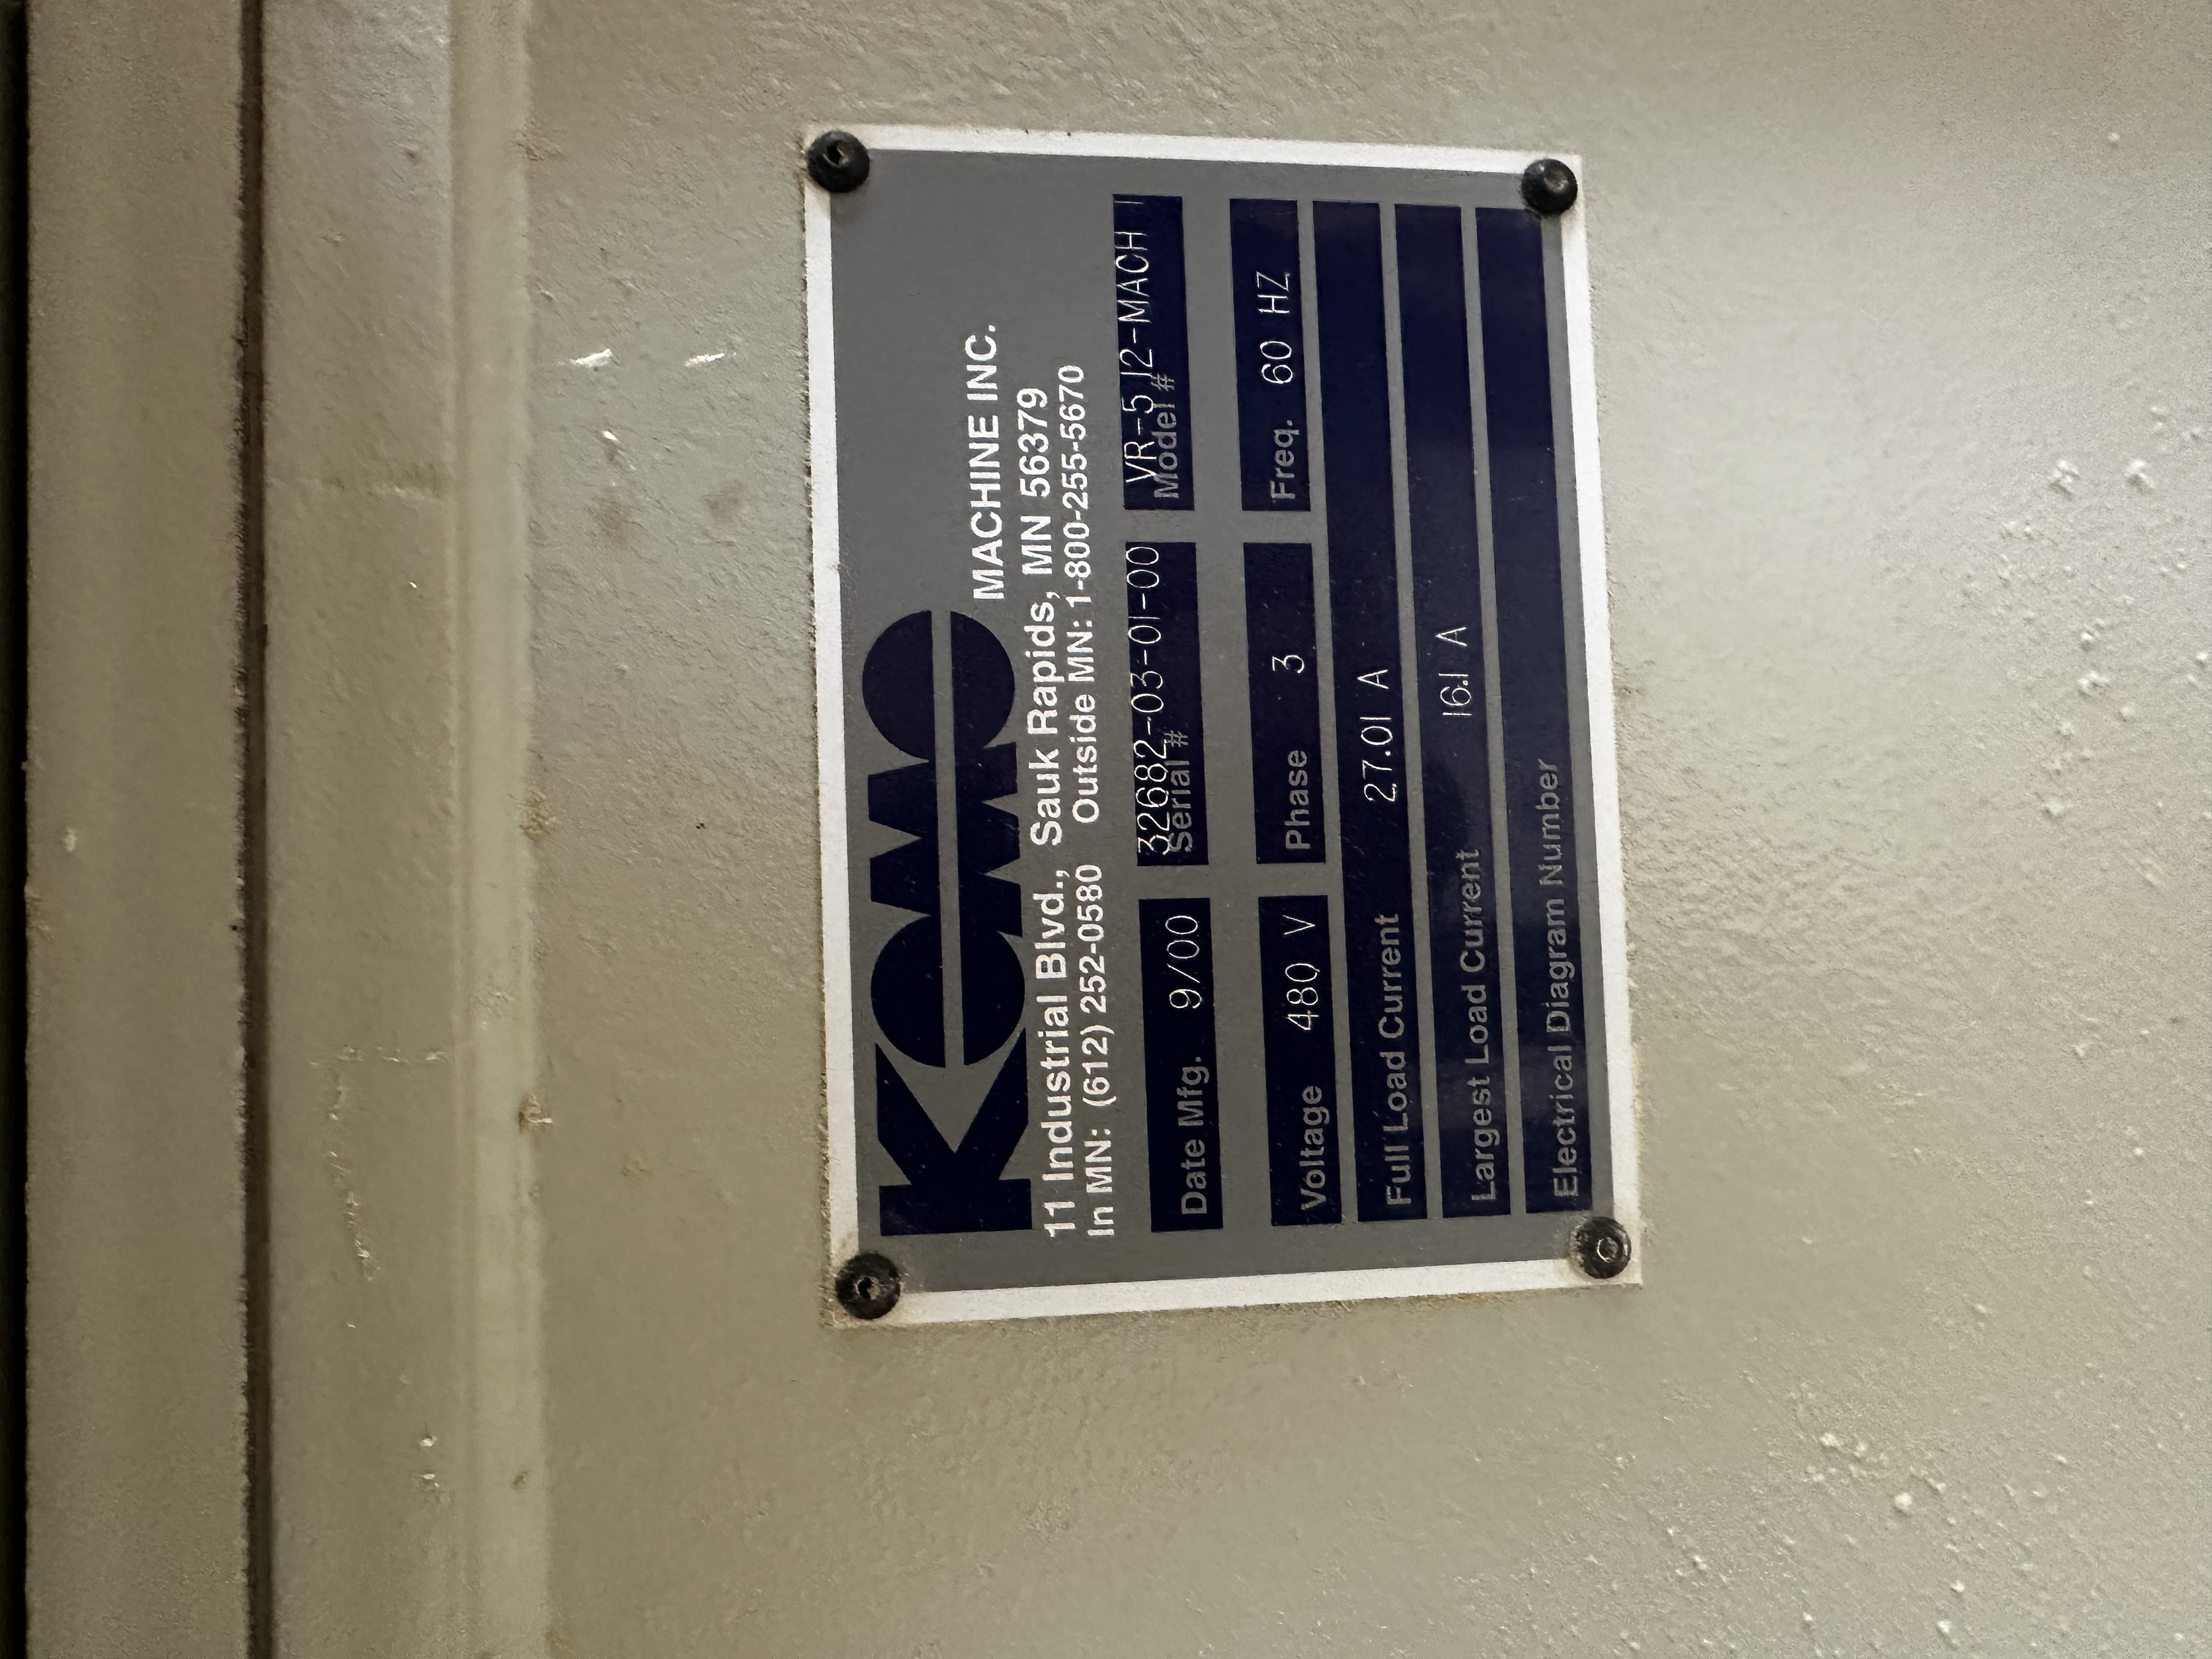 KOMO MACHINE INC.
11 Industrial Blvd., Sauk Rapids, MN 56379
In MN: (612) 252-0580 Outside MN: 1-800-255-5670
Date Mfg. 9/00
Serial # 32682-03-01-00
Model # VR-512-MACH I
Voltage 480 V
Phase 3
Freq. 60 HZ
Full Load Current 27.01 A
Largest Load Current 16.1 A
Electrical Diagram Number